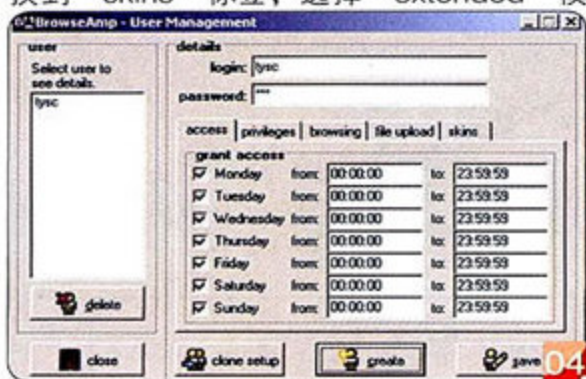 找到“skins”标签，选择“extended”模
BrowseAmp - User Management
user
Select user to
see details.
tysc
delete
close
details
login: tysc
password: ***
access privileges browsing file upload skins
grant access
Monday from: 00:00:00 to: 23:59:59
Tuesday from: 00:00:00 to: 23:59:59
Wednesday from: 00:00:00 to: 23:59:59
Thursday from: 00:00:00 to: 23:59:59
Friday from: 00:00:00 to: 23:59:59
Saturday from: 00:00:00 to: 23:59:59
Sunday from: 00:00:00 to: 23:59:59
clone setup
create
save
04